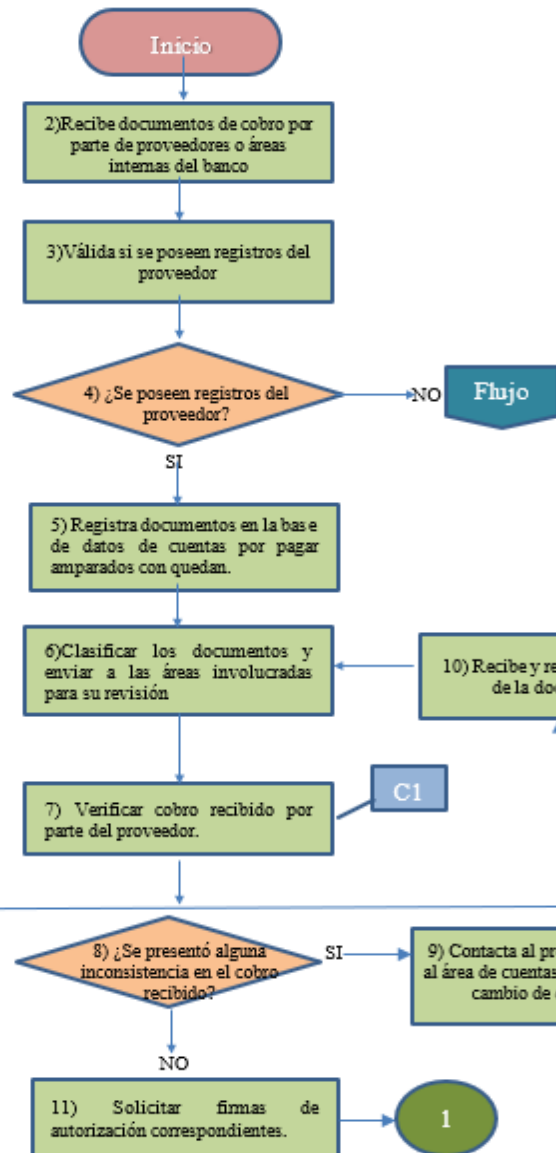 Inicio
2)Recibe documentos de cobro por
parte de proveedores o áreas
internas del banco
3)Válida si se poseen registros del
proveedor
4) ¿Se poseen registros del
proveedor?
NO
Flujo
SI
5) Registra documentos en la base
de datos de cuentas por pagar
amparados con quedan.
6)Clasificar los documentos y
enviar a las áreas involucradas
para su revisión
10) Recibe y re
de la do
C1
7) Verificar cobro recibido por
parte del proveedor.
8) ¿Se presentó alguna
inconsistencia en el cobro
recibido?
SI
9) Contacta al pr
al área de cuentas
cambio de
NO
11) Solicitar firmas de
autorización correspondientes.
1